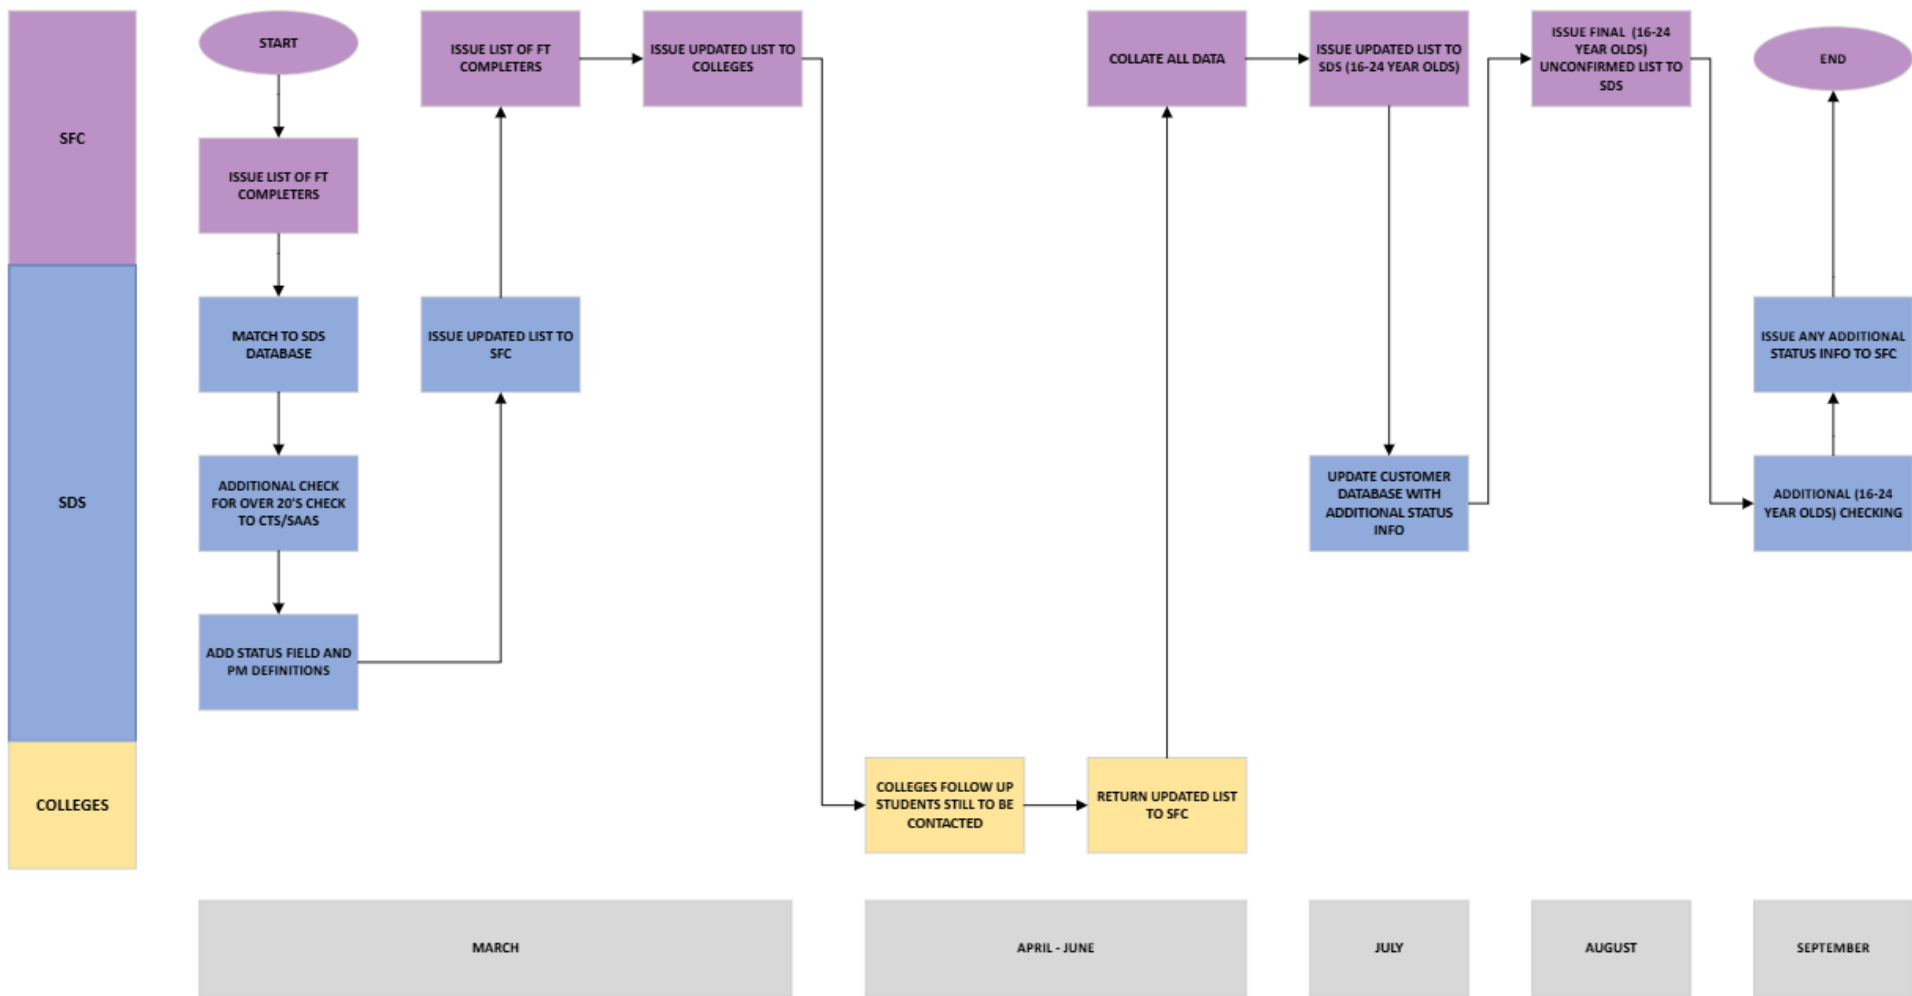 SFC
SDS
COLLEGES
START
ISSUE LIST OF FT
COMPLETERS
MATCH TO SDS
DATABASE
ADDITIONAL CHECK
FOR OVER 20'S CHECK
TO CTS/SAAS
ADD STATUS FIELD AND
PM DEFINITIONS
ISSUE UPDATED LIST TO
SFC
ISSUE LIST OF FT
COMPLETERS
ISSUE UPDATED LIST TO
COLLEGES
COLLEGES FOLLOW UP
STUDENTS STILL TO BE
CONTACTED
RETURN UPDATED LIST
TO SFC
COLLATE ALL DATA
ISSUE UPDATED LIST TO
SDS (16-24 YEAR OLDS)
UPDATE CUSTOMER
DATABASE WITH
ADDITIONAL STATUS
INFO
ISSUE FINAL (16-24
YEAR OLDS)
UNCONFIRMED LIST TO
SDS
ADDITIONAL (16-24
YEAR OLDS) CHECKING
ISSUE ANY ADDITIONAL
STATUS INFO TO SFC
END
MARCH
APRIL - JUNE
JULY
AUGUST
SEPTEMBER